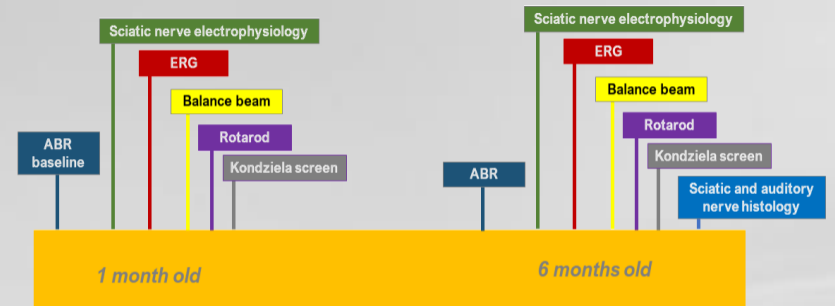 Sciatic nerve electrophysiology
ERG
Balance beam
Rotarod
Kondziela screen
ABR
baseline
1 month old
Sciatic nerve electrophysiology
ERG
Balance beam
Rotarod
Kondziela screen
ABR
Sciatic and auditory
nerve histology
6 months old